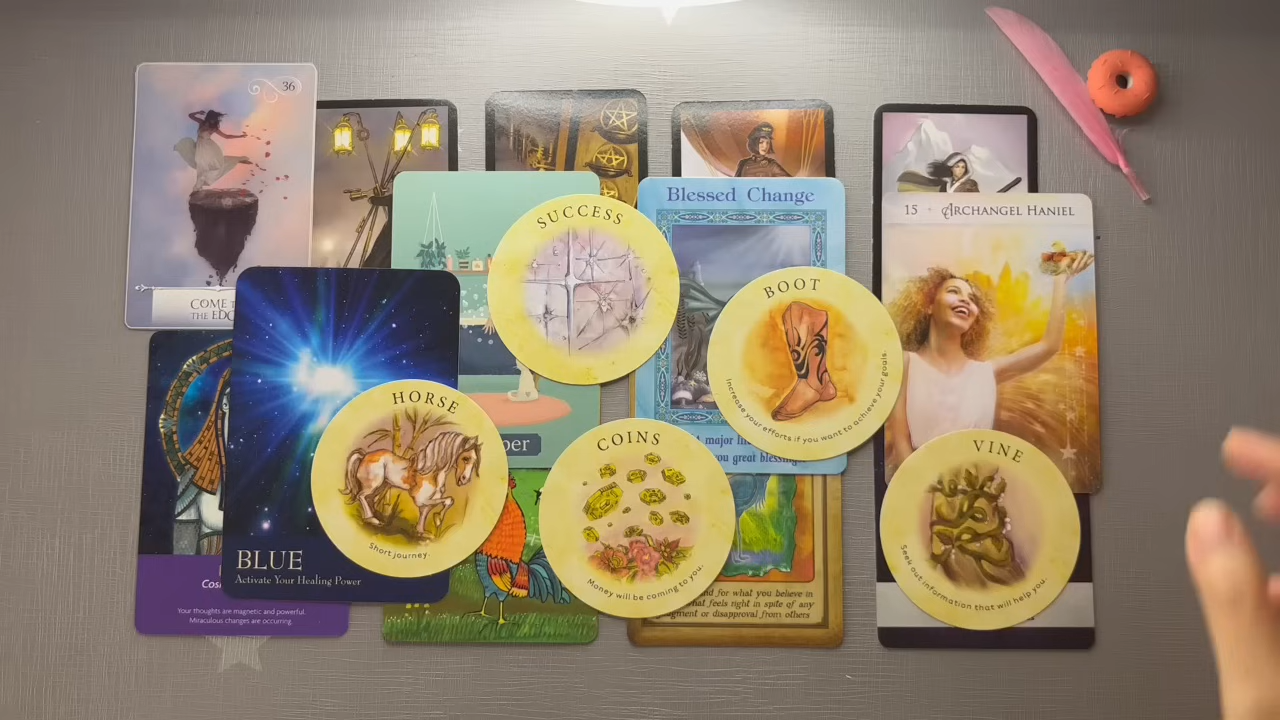 36
COME
THE
SUCCESS
Blessed Change
15 ARCHANGEL HANIEL
BOOT
Increase your efforts if you want to achieve your goals.
HORSE
Short journey.
COINS
Money will be coming to you.
major
you great
VINE
Seek out information that will help you.
BLUE
Activate Your Healing Power
Your thoughts are magnetic and powerful.
Miraculous changes are occurring.
for what you believe in
what feels right in spite of any
or disapproval from others